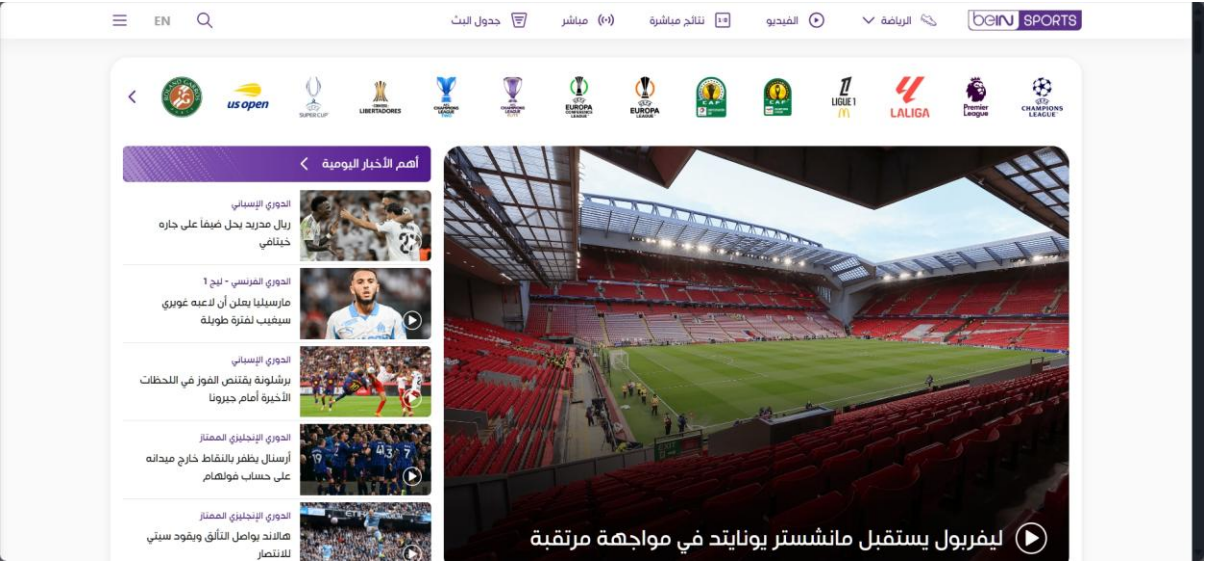 beIN SPORTS
الرياضة
الفيديو
نتائج مباشرة
مباشر
جدول البث
EN
CHAMPIONS
LEAGUE
Premier
League
LALIGA
LIGUE 1
CAF
CAF
EUROPA
LEAGUE
EUROPA
CONFERENCE
LEAGUE
CHAMPIONS
LEAGUE
ELITE
CHAMPIONS
LEAGUE
TWO
LIBERTADORES
SUPER CUP
us open
ROLAND GARROS
ليفربول يستقبل مانشستر يونايتد في مواجهة مرتقبة
أهم الأخبار اليومية
الدوري الإسباني
ريال مدريد يحل ضيفاً على جاره
خيتافي
الدوري الفرنسي - ليج 1
مارسيليا يعلن أن لاعبه غويري
سيغيب لفترة طويلة
الدوري الإسباني
برشلونة يقتنص الفوز في اللحظات
الأخيرة أمام جيرونا
الدوري الإنجليزي الممتاز
أرسنال يظفر بالنقاط خارج ميدانه
على حساب فولهام
الدوري الإنجليزي الممتاز
هالاند يواصل التألق ويقود سيتي
للانتصار